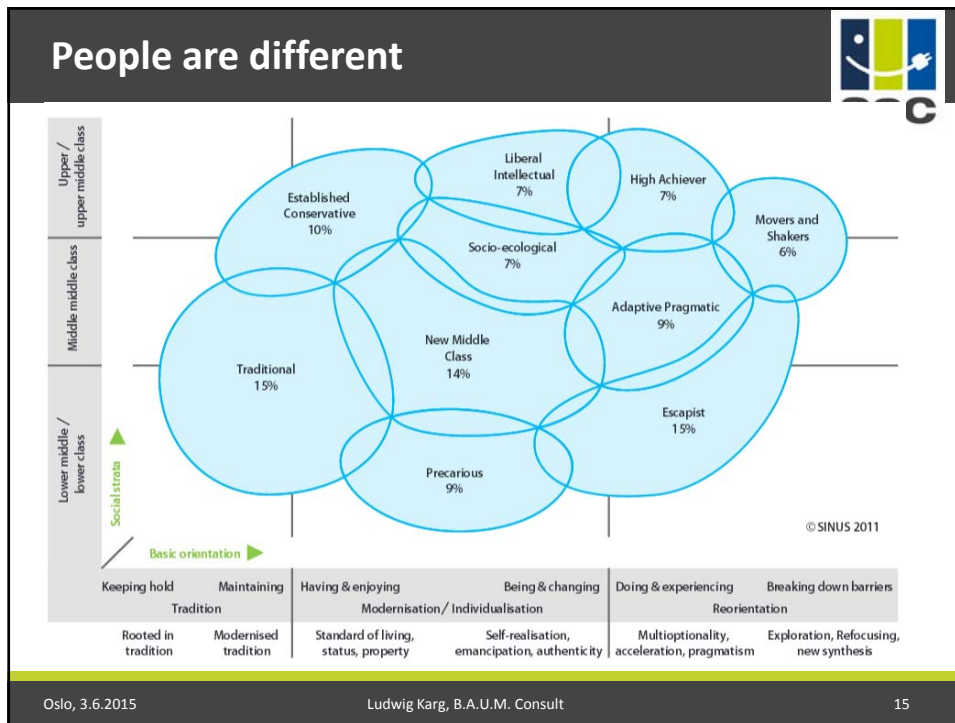 People are different
Upper /
upper middle class
Middle middle class
Lower middle /
lower class
Social strata
Basic orientation
Established
Conservative
10%
Liberal
Intellectual
7%
High Achiever
7%
Movers and
Shakers
6%
Socio-ecological
7%
Adaptive Pragmatic
9%
New Middle
Class
14%
Traditional
15%
Escapist
15%
Precarious
9%
© SINUS 2011
Keeping hold Maintaining Having & enjoying Being & changing Doing & experiencing Breaking down barriers
Tradition Modernisation / Individualisation Reorientation
Rooted in Modernised Standard of living, Self-realisation, Multioptionality, Exploration, Refocusing,
tradition tradition status, property emancipation, authenticity acceleration, pragmatism new synthesis
Oslo, 3.6.2015 Ludwig Karg, B.A.U.M. Consult 15